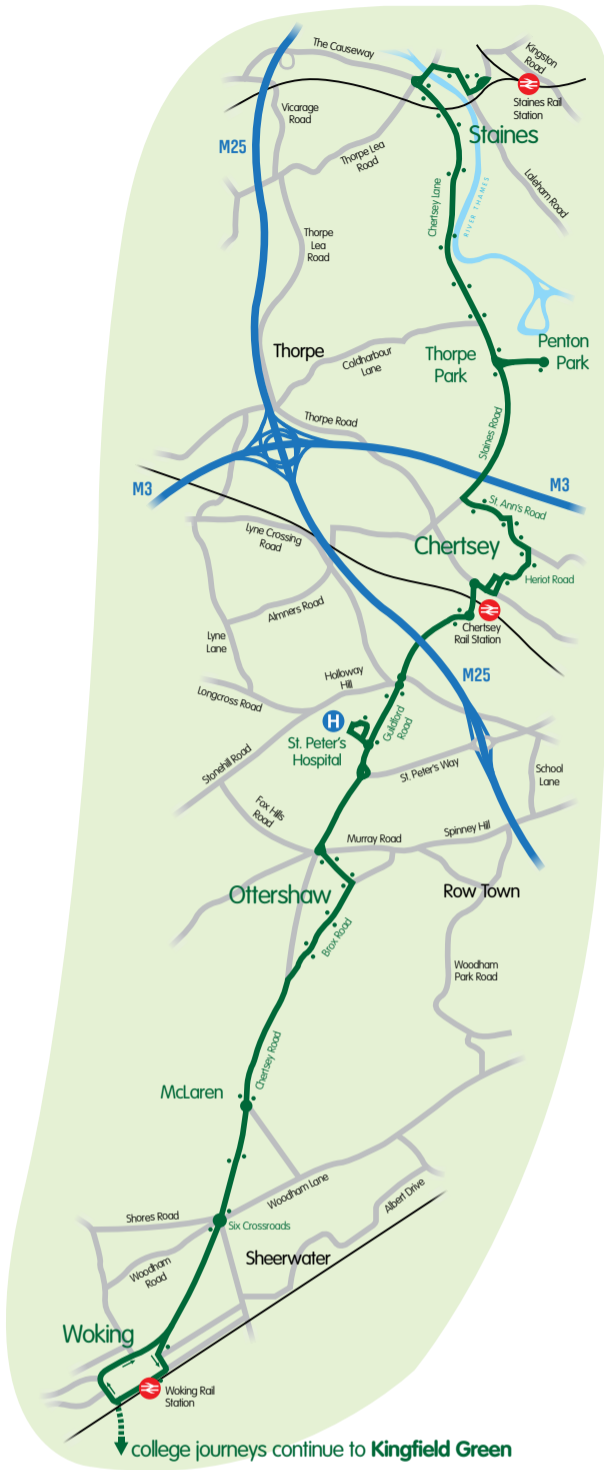 The Causeway
Kingston
Road
Staines Rail
Station
Vicarage
Road
M25
Staines
Thorpe Lea
Road
Laleham Road
Chertsey Lane
RIVER THAMES
Thorpe
Lea
Road
Thorpe
Coldharbour
Lane
Thorpe
Park
Penton
Park
Thorpe Road
Staines Road
M3
M3
St. Ann's Road
Lyne Crossing
Road
Chertsey
Heriot Road
Almners Road
Chertsey
Rail Station
Lyne
Lane
Holloway
Hill
M25
Longcross Road
H
St. Peter's
Hospital
Guildford
Road
Stonehill Road
St. Peter's Way
School
Lane
Fox Hills
Road
Murray Road
Spinney Hill
Ottershaw
Row Town
Brox Road
Woodham
Park Road
Chertsey Road
McLaren
Woodham Lane
Albert Drive
Shores Road
Six Crossroads
Woodham
Road
Sheerwater
Woking
Woking Rail
Station
college journeys continue to Kingfield Green